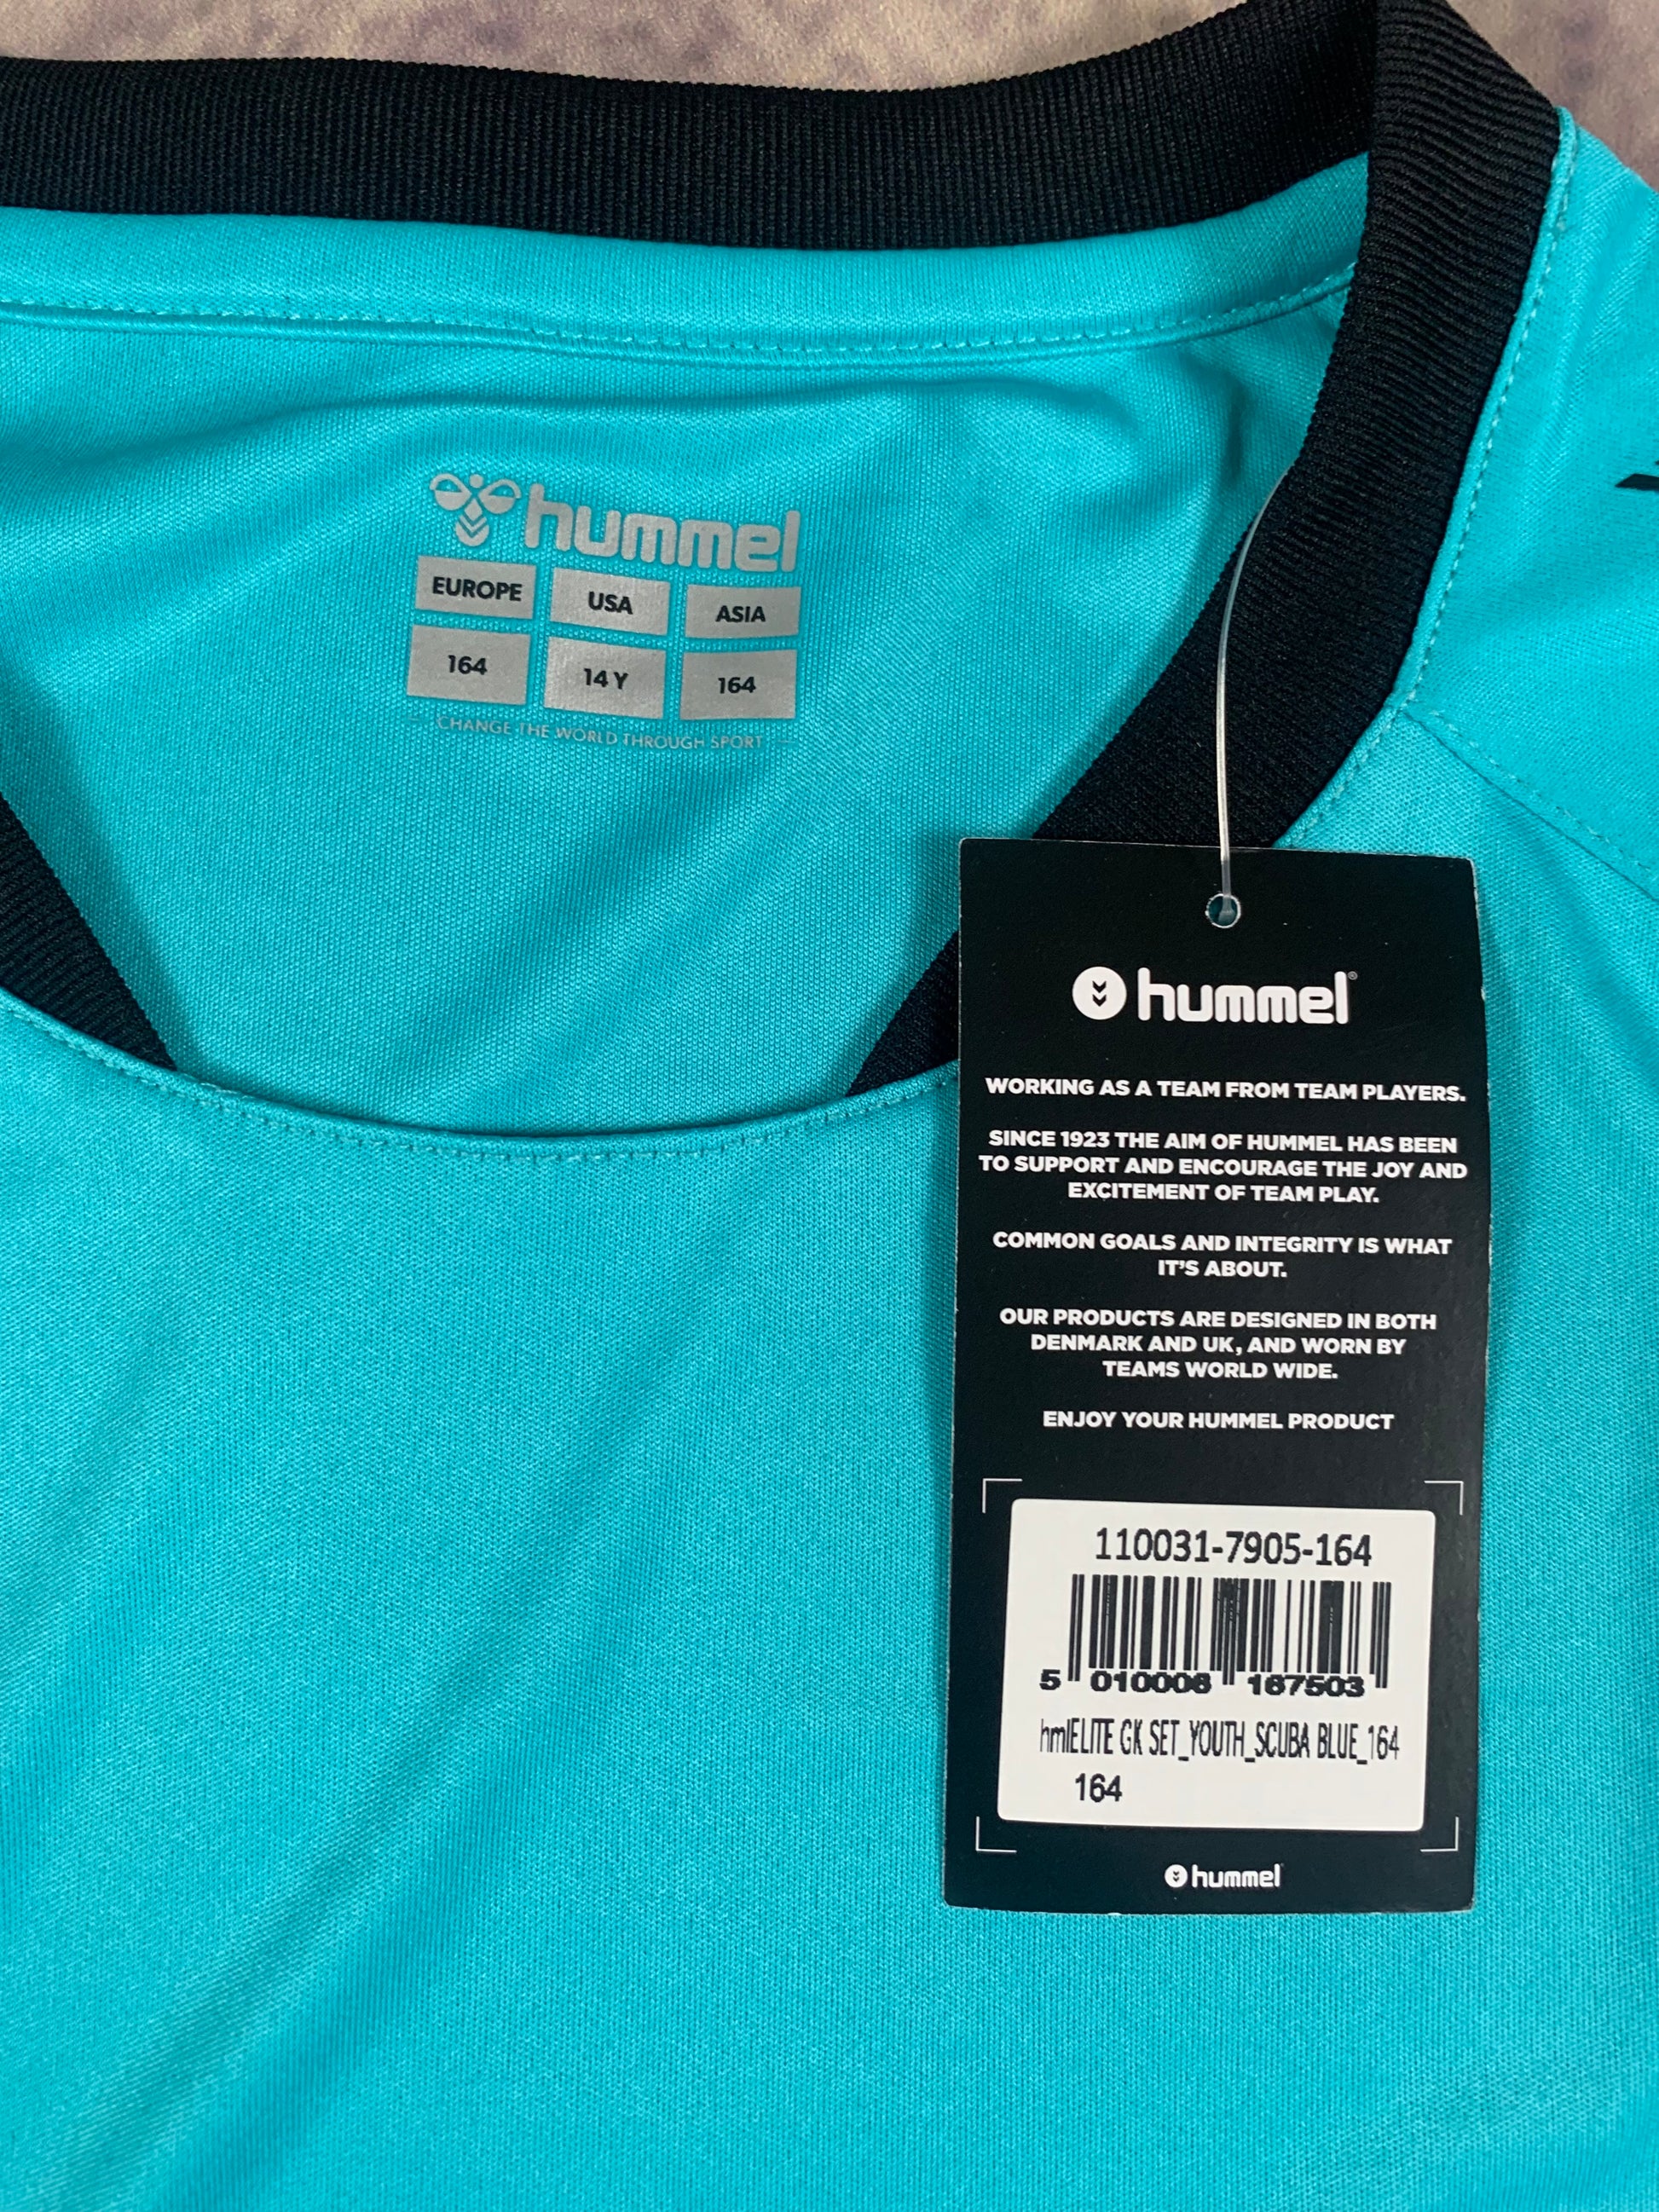 hummel
EUROPE USA ASIA
164 14 Y 164
CHANGE THE WORLD THROUGH SPORT
hummel®
WORKING AS A TEAM FROM TEAM PLAYERS.
SINCE 1923 THE AIM OF HUMMEL HAS BEEN
TO SUPPORT AND ENCOURAGE THE JOY AND
EXCITEMENT OF TEAM PLAY.
COMMON GOALS AND INTEGRITY IS WHAT
IT'S ABOUT.
OUR PRODUCTS ARE DESIGNED IN BOTH
DENMARK AND UK, AND WORN BY
TEAMS WORLD WIDE.
ENJOY YOUR HUMMEL PRODUCT
110031-7905-164
5 010008 167503
hmlELITE GK SET_YOUTH_SCUBA BLUE_164
164
hummel